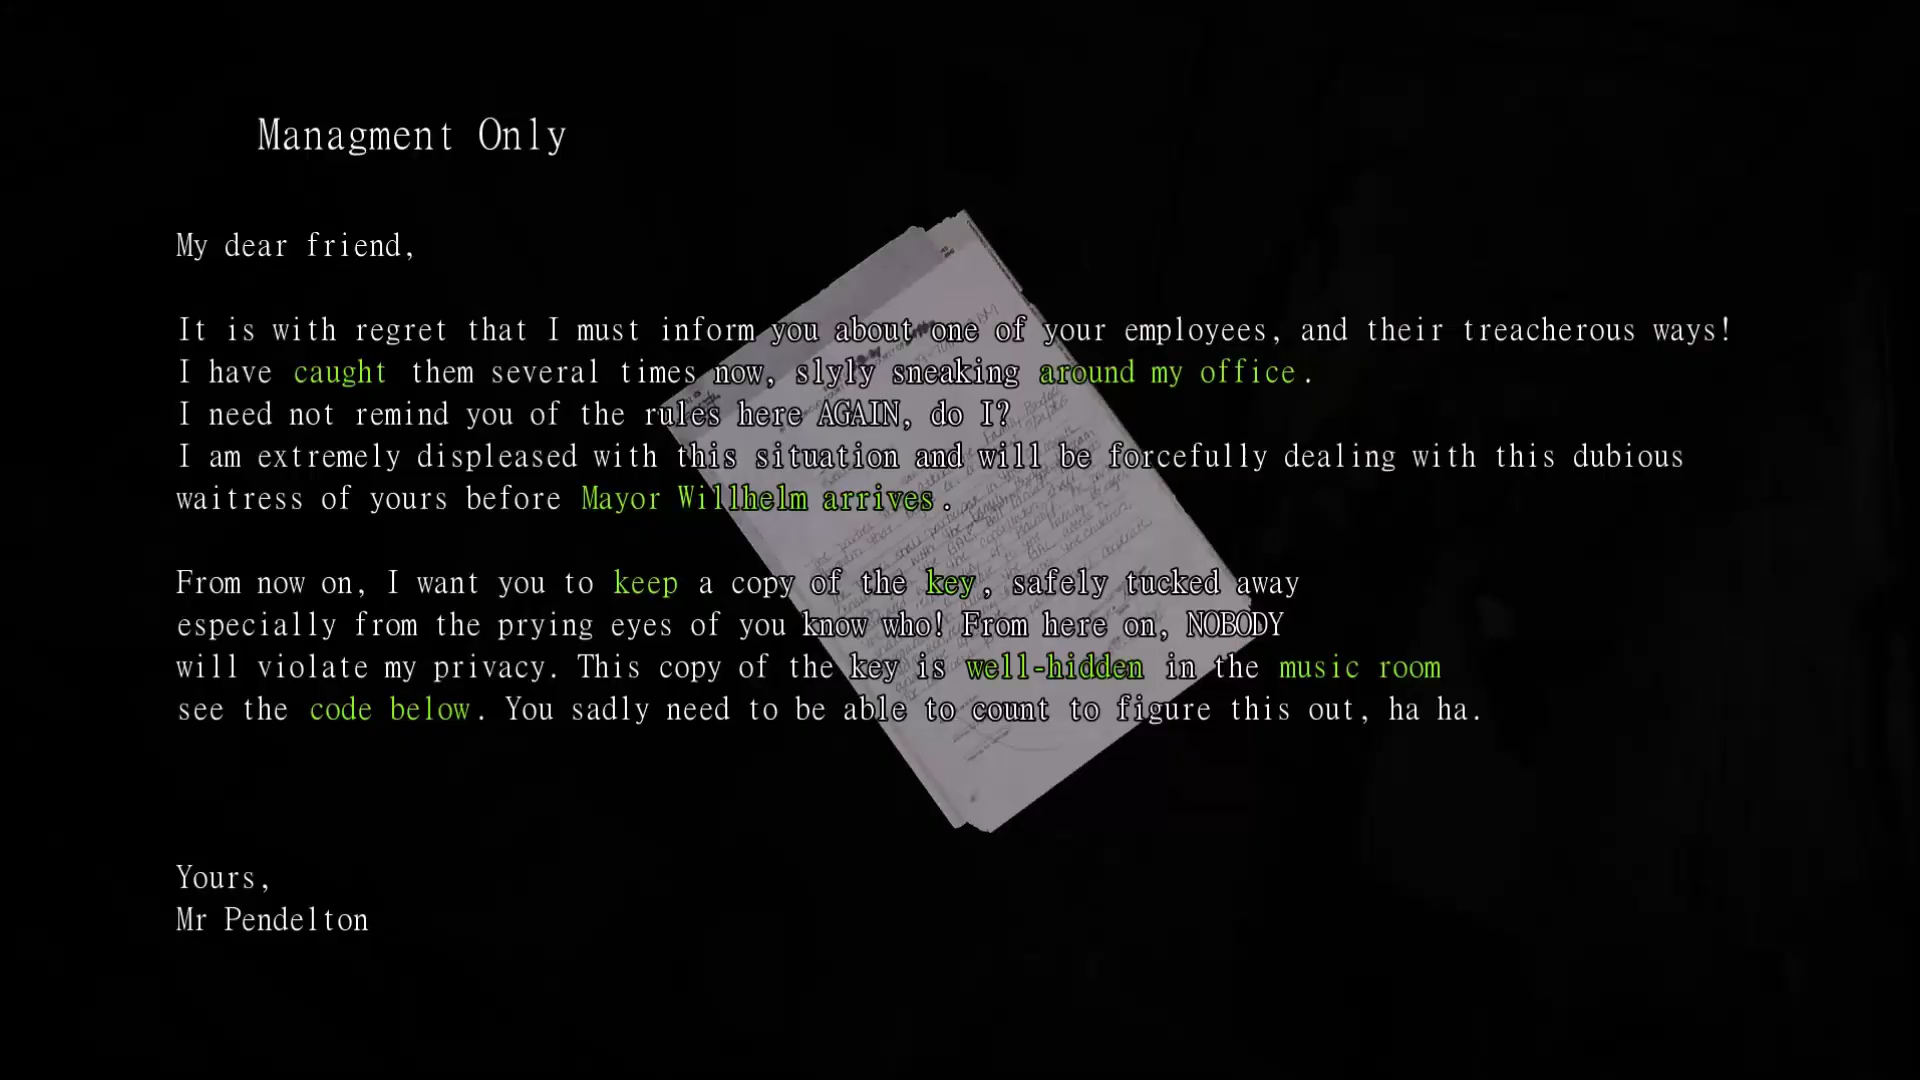 Managment Only
My dear friend,
It is with regret that I must inform you about one of your employees, and their treacherous ways!
I have caught them several times now, slyly sneaking around my office.
I need not remind you of the rules here AGAIN, do I?
I am extremely displeased with this situation and will be forcefully dealing with this dubious
waitress of yours before Mayor Willhelm arrives.
From now on, I want you to keep a copy of the key, safely tucked away
especially from the prying eyes of you know who! From here on, NOBODY
will violate my privacy. This copy of the key is well-hidden in the music room
see the code below. You sadly need to be able to count to figure this out, ha ha.
Yours,
Mr Pendelton